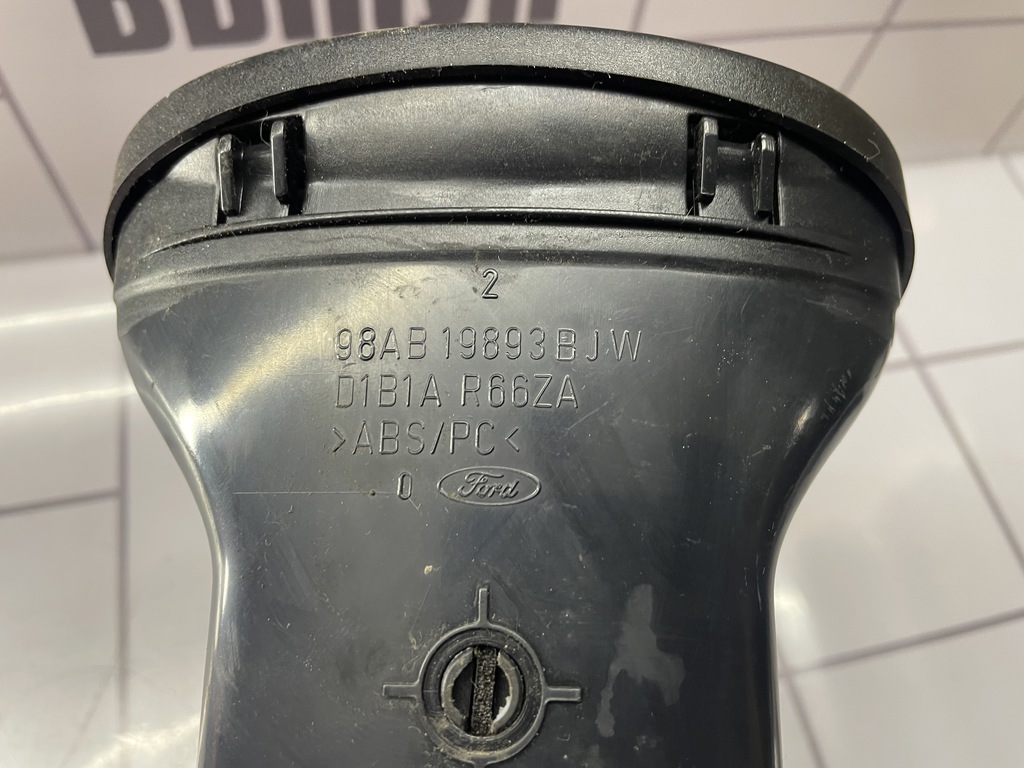 2
98AB 19893 BJW
D1B1A R66ZA
>ABS/PC<
0 Ford